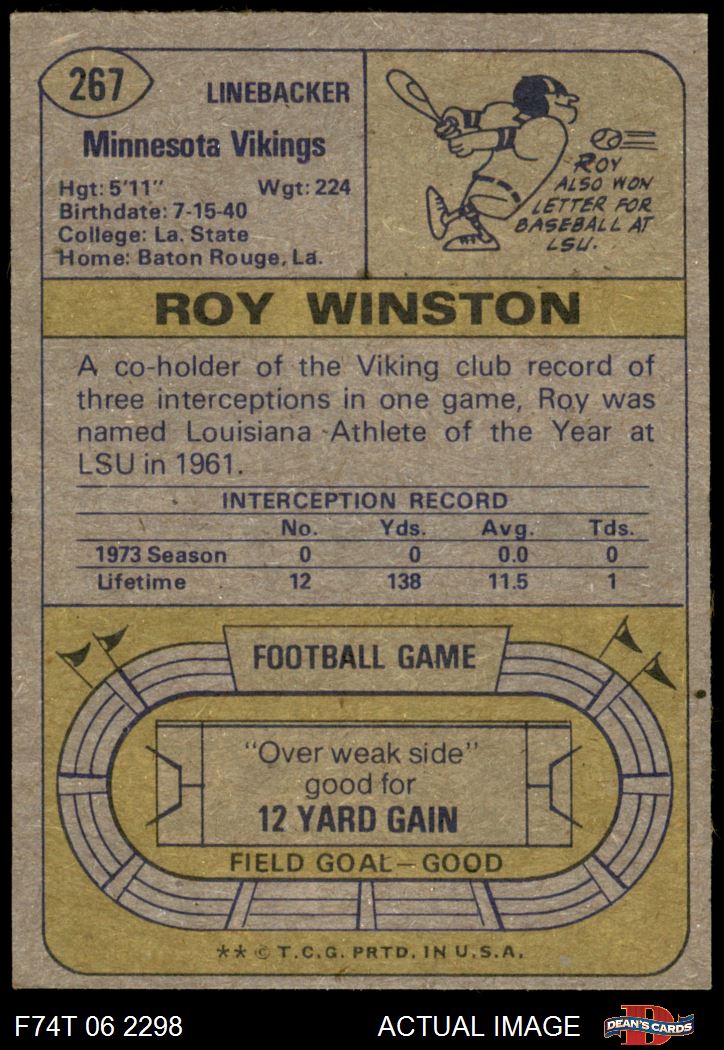 267
LINEBACKER
Minnesota Vikings
Hgt: 5'11" Wgt: 224
Birthdate: 7-15-40
College: La. State
Home: Baton Rouge, La.
ROY
ALSO WON
LETTER FOR
BASEBALL AT
LSU.
ROY WINSTON
A co-holder of the Viking club record of
three interceptions in one game, Roy was
named Louisiana Athlete of the Year at
LSU in 1961.
INTERCEPTION RECORD
No. Yds. Avg. Tds.
1973 Season 0 0 0.0 0
Lifetime 12 138 11.5 1
FOOTBALL GAME
"Over weak side"
good for
12 YARD GAIN
FIELD GOAL—GOOD
** © T.C.G. PRTD. IN U.S.A.
F74T 06 2298 ACTUAL IMAGE DEAN'S CARDS